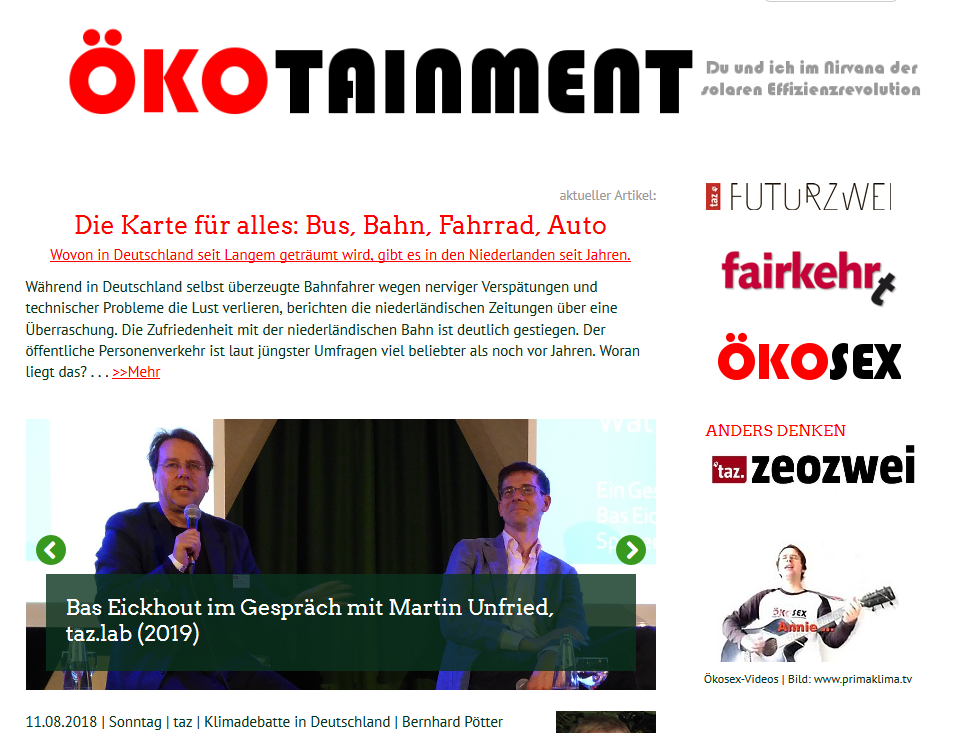 ÖKOTAINMENT
Du und ich im Nirvana der
solaren Effizienzrevolution
aktueller Artikel:
Die Karte für alles: Bus, Bahn, Fahrrad, Auto
Wovon in Deutschland seit Langem geträumt wird, gibt es in den Niederlanden seit Jahren.
Während in Deutschland selbst überzeugte Bahnfahrer wegen nerviger Verspätungen und
technischer Probleme die Lust verlieren, berichten die niederländischen Zeitungen über eine
Überraschung. Die Zufriedenheit mit der niederländischen Bahn ist deutlich gestiegen. Der
öffentliche Personenverkehr ist laut jüngster Umfragen viel beliebter als noch vor Jahren. Woran
liegt das? . . . >>Mehr
Ein Ges
Bas Eic
Bas Eickhout im Gespräch mit Martin Unfried,
taz.lab (2019)
11.08.2018 | Sonntag | taz | Klimadebatte in Deutschland | Bernhard Pötter
taz FUTURZWEI
fairkehrt
ÖKOSEX
ANDERS DENKEN
taz.zeozwei
ÖKO SEX
Annie ...
Ökosex-Videos | Bild: www.primaklima.tv